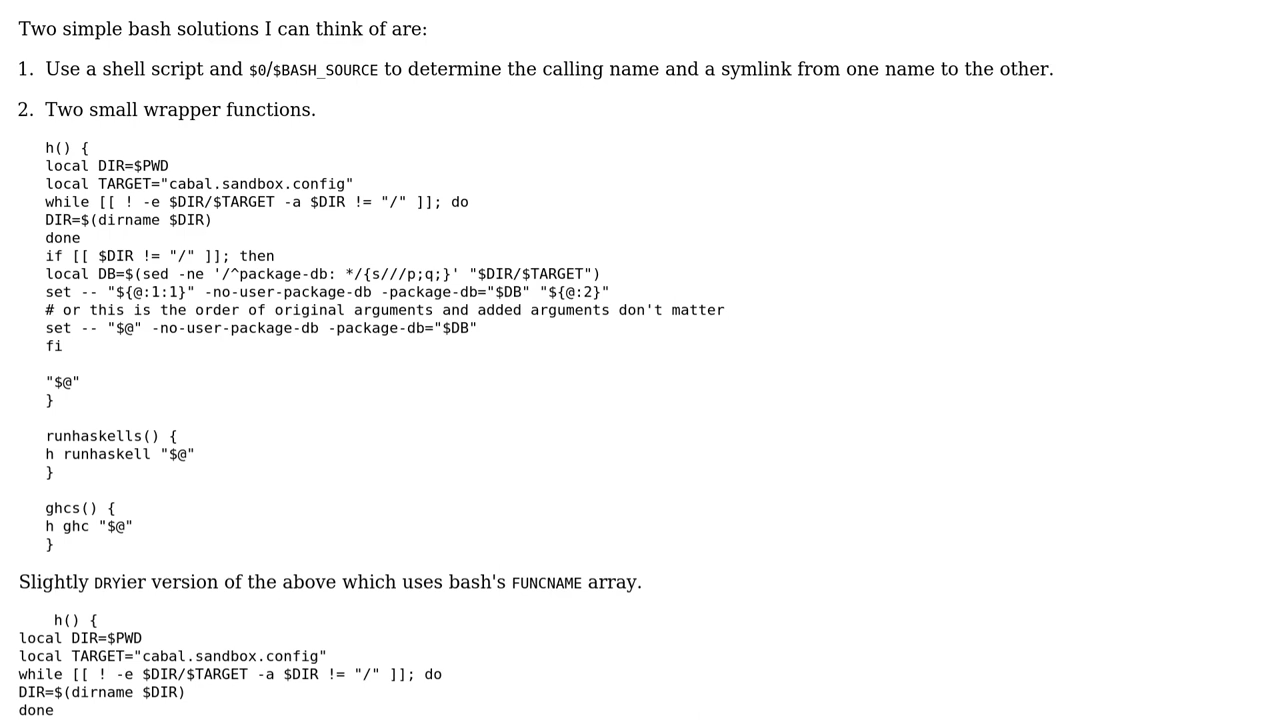 Two simple bash solutions I can think of are:
1. Use a shell script and $0/$BASH_SOURCE to determine the calling name and a symlink from one name to the other.
2. Two small wrapper functions.
h() {
local DIR=$PWD
local TARGET="cabal.sandbox.config"
while [[ ! -e $DIR/$TARGET -a $DIR != "/" ]]; do
DIR=$(dirname $DIR)
done
if [[ $DIR != "/" ]]; then
local DB=$(sed -ne '/^package-db: */{s///p;q;}' "$DIR/$TARGET")
set -- "${@:1:1}" -no-user-package-db -package-db="$DB" "${@:2}"
# or this is the order of original arguments and added arguments don't matter
set -- "$@" -no-user-package-db -package-db="$DB"
fi
"$@"
}
runhaskells() {
h runhaskell "$@"
}
ghcs() {
h ghc "$@"
}
Slightly DRYier version of the above which uses bash's FUNCNAME array.
h() {
local DIR=$PWD
local TARGET="cabal.sandbox.config"
while [[ ! -e $DIR/$TARGET -a $DIR != "/" ]]; do
DIR=$(dirname $DIR)
done